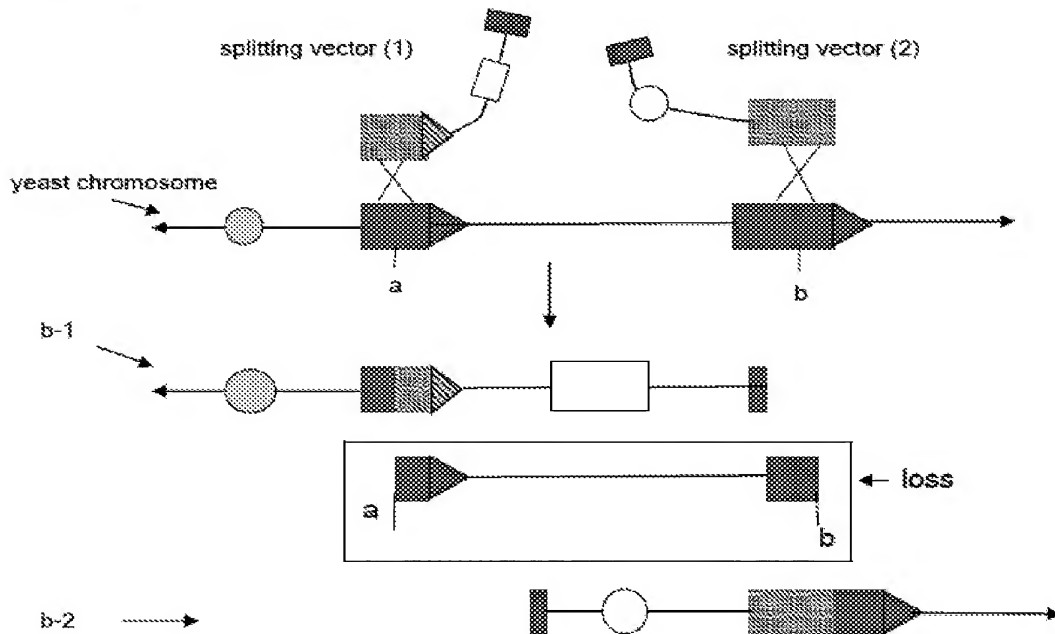 splitting vector (1)
splitting vector (2)
yeast chromosome
a
b
b-1
a
b
loss
b-2